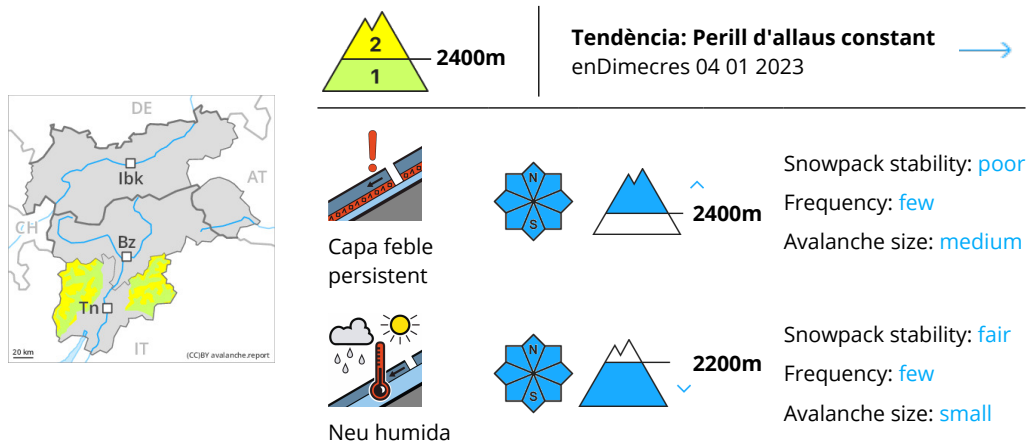 2
1
2400m
Tendència: Perill d'allaus constant
enDimecres 04 01 2023
DE
AT
CH
IT
Ibk
Bz
Tn
20 km
(CC)BY avalanche.report
Capa feble
persistent
N
S
2400m
Snowpack stability: poor
Frequency: few
Avalanche size: medium
Neu humida
N
S
2200m
Snowpack stability: fair
Frequency: few
Avalanche size: small